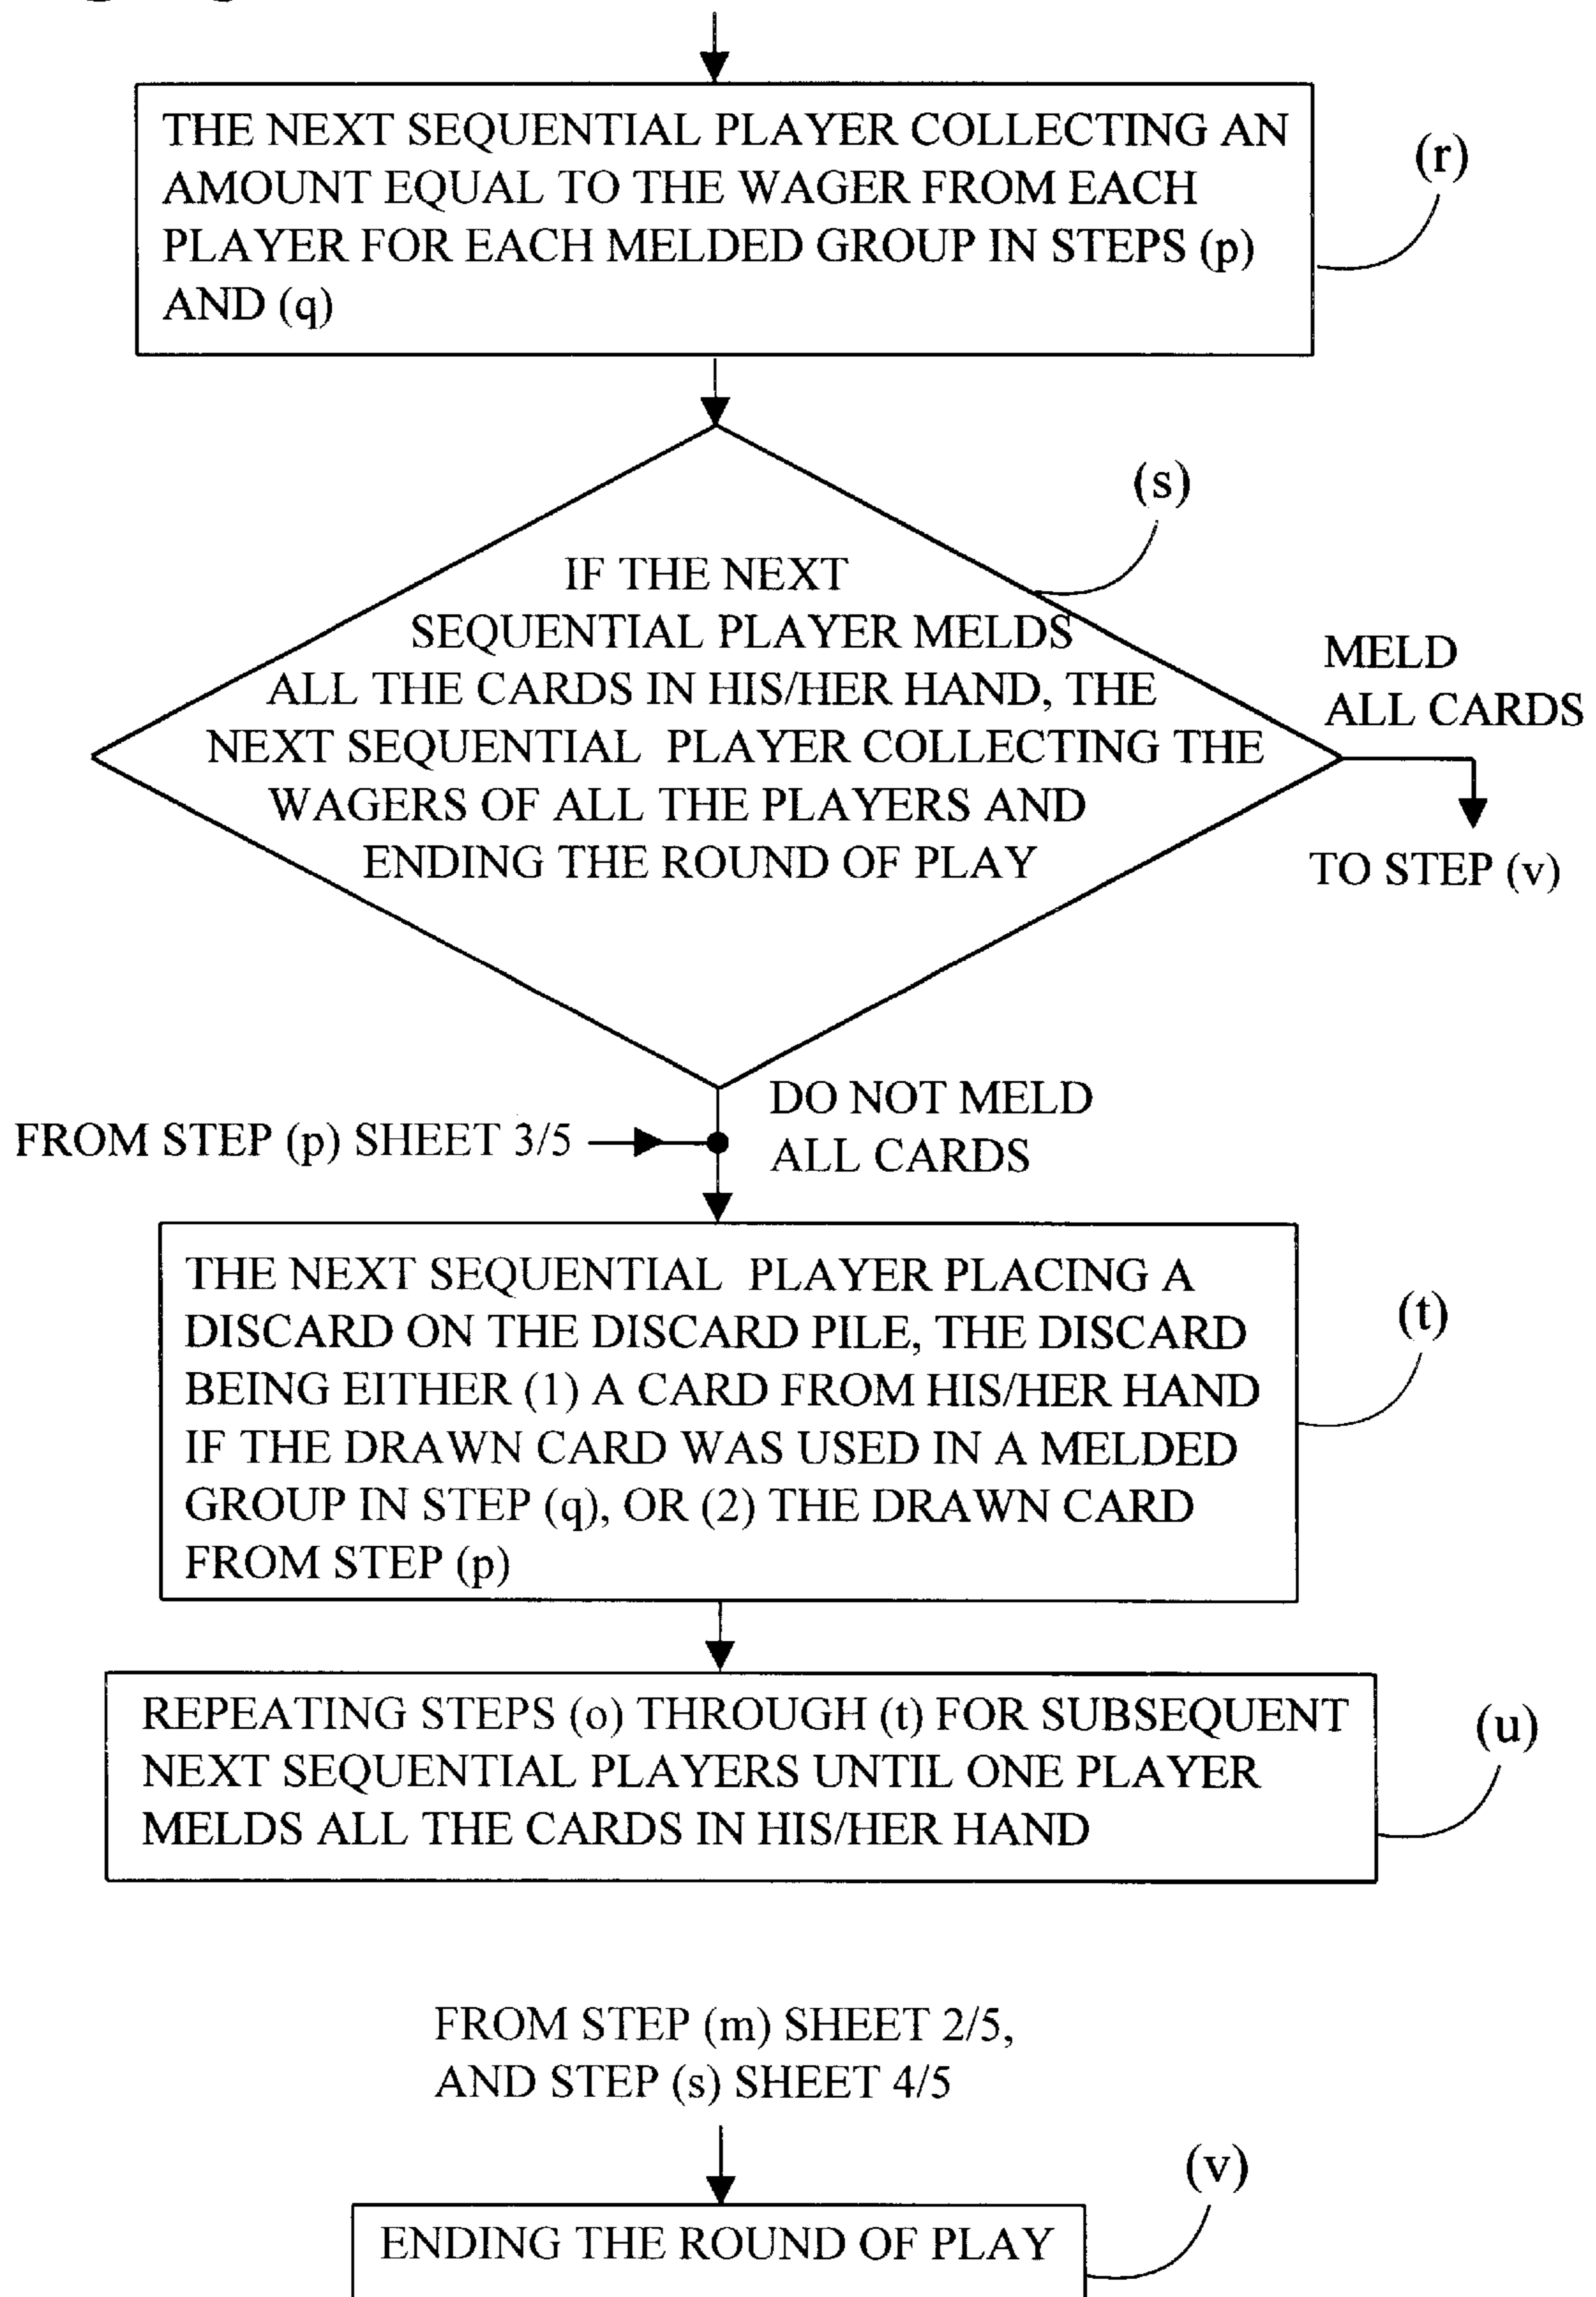 THE NEXT SEQUENTIAL PLAYER COLLECTING AN
AMOUNT EQUAL TO THE WAGER FROM EACH
PLAYER FOR EACH MELDED GROUP IN STEPS (p)
AND (q)
(r)
(s)
IF THE NEXT
SEQUENTIAL PLAYER MELDS
ALL THE CARDS IN HIS/HER HAND, THE
NEXT SEQUENTIAL PLAYER COLLECTING THE
WAGERS OF ALL THE PLAYERS AND
ENDING THE ROUND OF PLAY
MELD
ALL CARDS
TO STEP (v)
DO NOT MELD
ALL CARDS
FROM STEP (p) SHEET 3/5
THE NEXT SEQUENTIAL PLAYER PLACING A
DISCARD ON THE DISCARD PILE, THE DISCARD
BEING EITHER (1) A CARD FROM HIS/HER HAND
IF THE DRAWN CARD WAS USED IN A MELDED
GROUP IN STEP (q), OR (2) THE DRAWN CARD
FROM STEP (p)
(t)
REPEATING STEPS (o) THROUGH (t) FOR SUBSEQUENT
NEXT SEQUENTIAL PLAYERS UNTIL ONE PLAYER
MELDS ALL THE CARDS IN HIS/HER HAND
(u)
FROM STEP (m) SHEET 2/5,
AND STEP (s) SHEET 4/5
(v)
ENDING THE ROUND OF PLAY